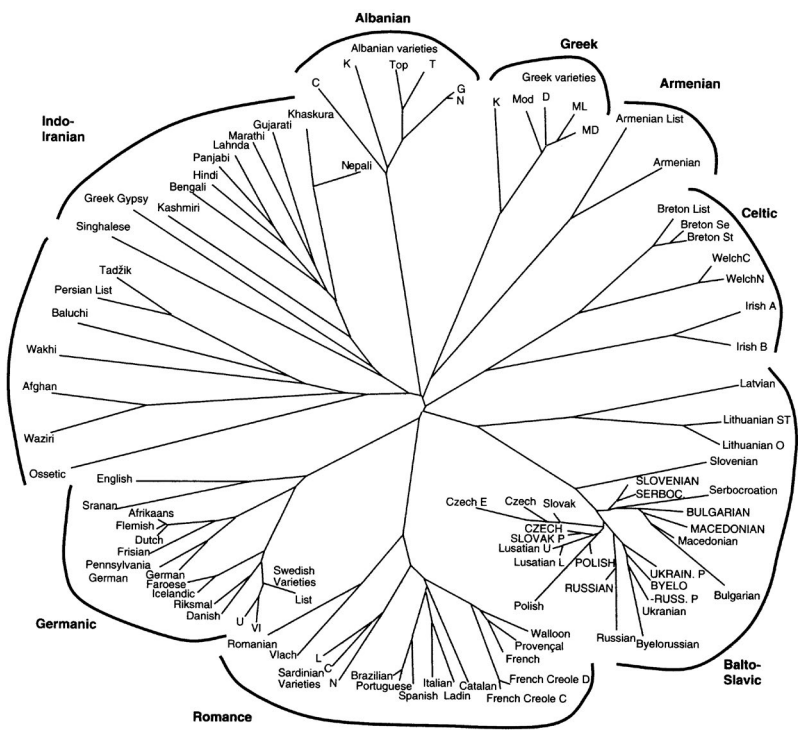 Albanian
Albanian varieties
K
Top
T
C
G
N
Greek
Greek varieties
K
Mod
D
ML
MD
Armenian
Armenian List
Armenian
Celtic
Breton List
Breton Se
Breton St
WelchC
WelchN
Irish A
Irish B
Latvian
Lithuanian ST
Lithuanian O
Slovenian
SLOVENIAN
SERBOC.
Serbocroation
BULGARIAN
MACEDONIAN
Macedonian
Bulgarian
UKRAIN. P
BYELO
-RUSS. P
Ukranian
Byelorussian
Russian
RUSSIAN
POLISH
Polish
Czech E
Czech
Slovak
CZECH
SLOVAK P
Lusatian U
Lusatian L
Balto-
Slavic
Walloon
Provençal
French
French Creole D
French Creole C
Catalan
Ladin
Italian
Spanish
Portuguese
Brazilian
L
C
N
Sardinian
Varieties
Vlach
Romanian
Romance
Swedish
Varieties
List
VI
U
Danish
Riksmal
Icelandic
Faroese
German
Pennsylvania
German
Frisian
Dutch
Flemish
Afrikaans
Sranan
English
Germanic
Ossetic
Waziri
Afghan
Wakhi
Baluchi
Persian List
Tadžik
Singhalese
Greek Gypsy
Kashmiri
Bengali
Hindi
Panjabi
Lahnda
Marathi
Gujarati
Khaskura
Nepali
Indo-
Iranian